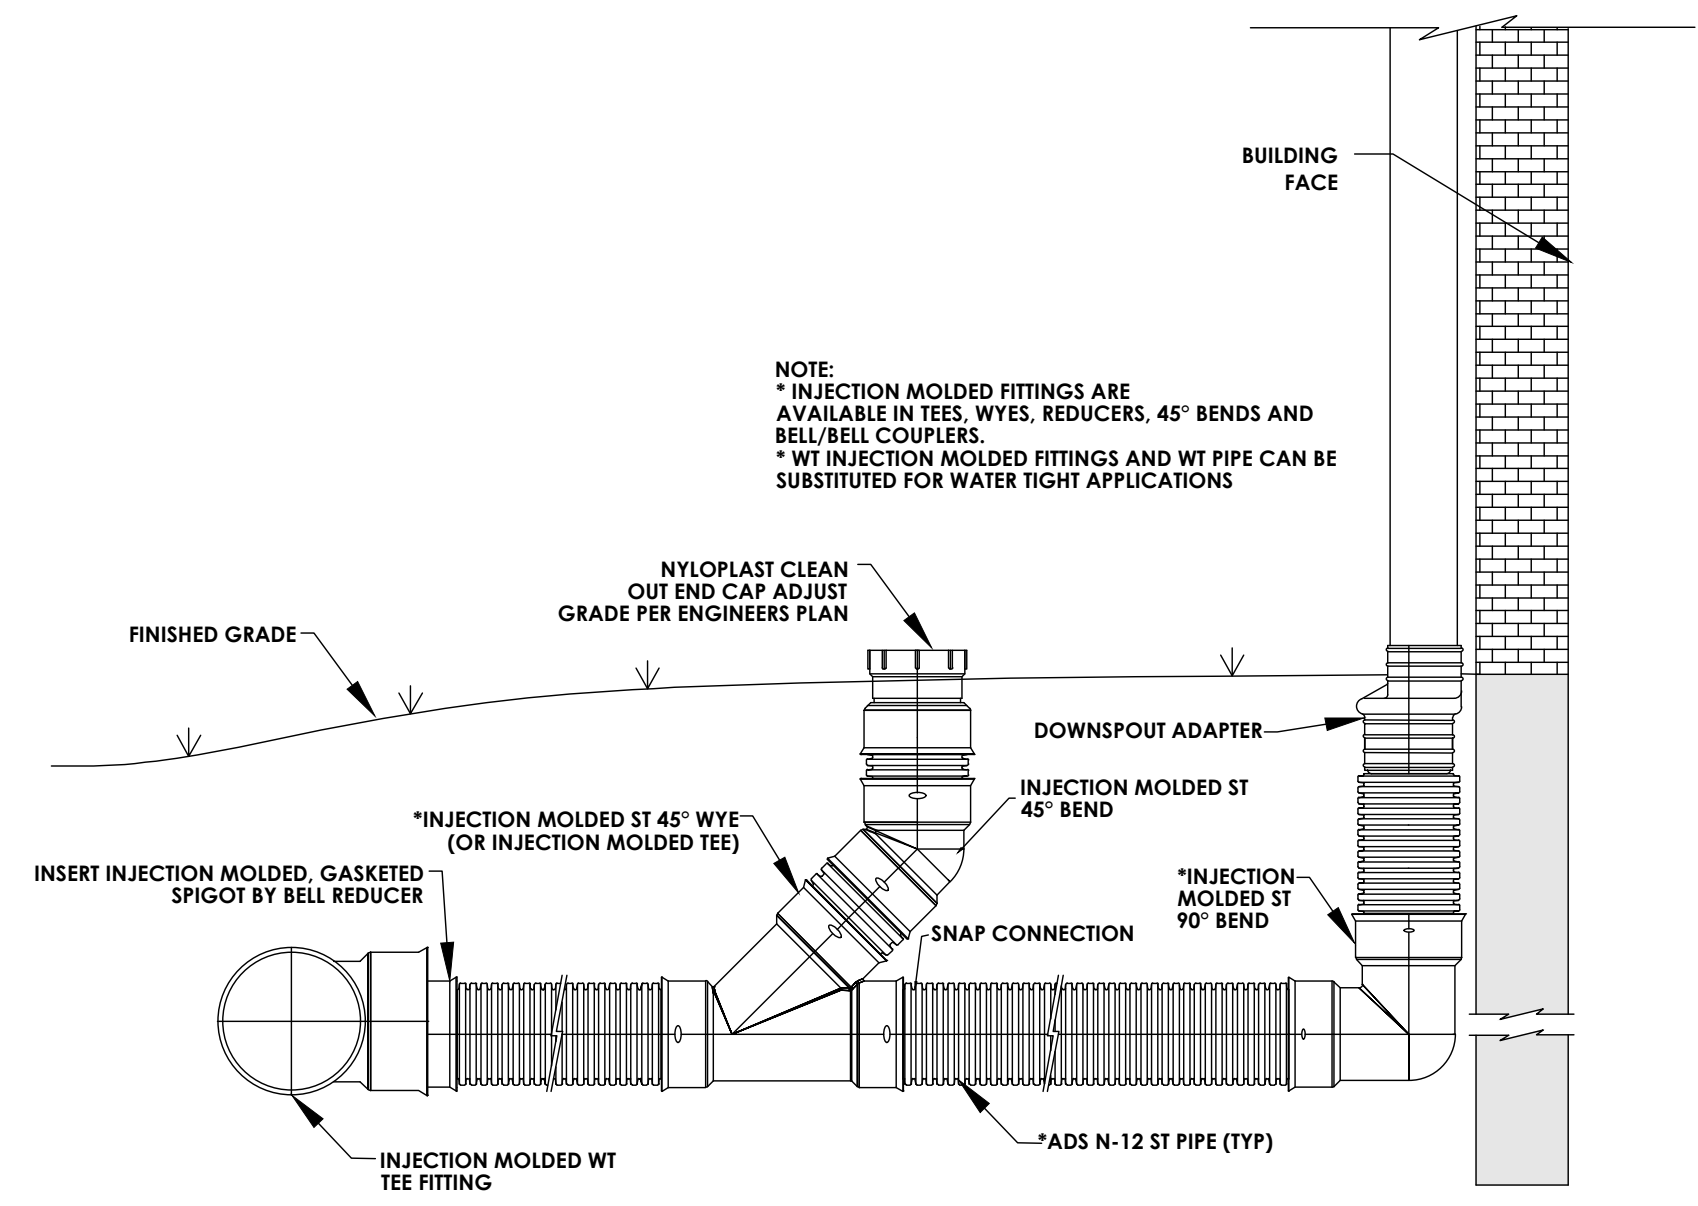 BUILDING
FACE
NOTE:
* INJECTION MOLDED FITTINGS ARE
AVAILABLE IN TEES, WYES, REDUCERS, 45° BENDS AND
BELL/BELL COUPLERS.
* WT INJECTION MOLDED FITTINGS AND WT PIPE CAN BE
SUBSTITUTED FOR WATER TIGHT APPLICATIONS
NYLOPLAST CLEAN
OUT END CAP ADJUST
GRADE PER ENGINEERS PLAN
FINISHED GRADE
DOWNSPOUT ADAPTER
INJECTION MOLDED ST
45° BEND
*INJECTION MOLDED ST 45° WYE
(OR INJECTION MOLDED TEE)
INSERT INJECTION MOLDED, GASKETED
SPIGOT BY BELL REDUCER
*INJECTION
MOLDED ST
90° BEND
SNAP CONNECTION
*ADS N-12 ST PIPE (TYP)
INJECTION MOLDED WT
TEE FITTING